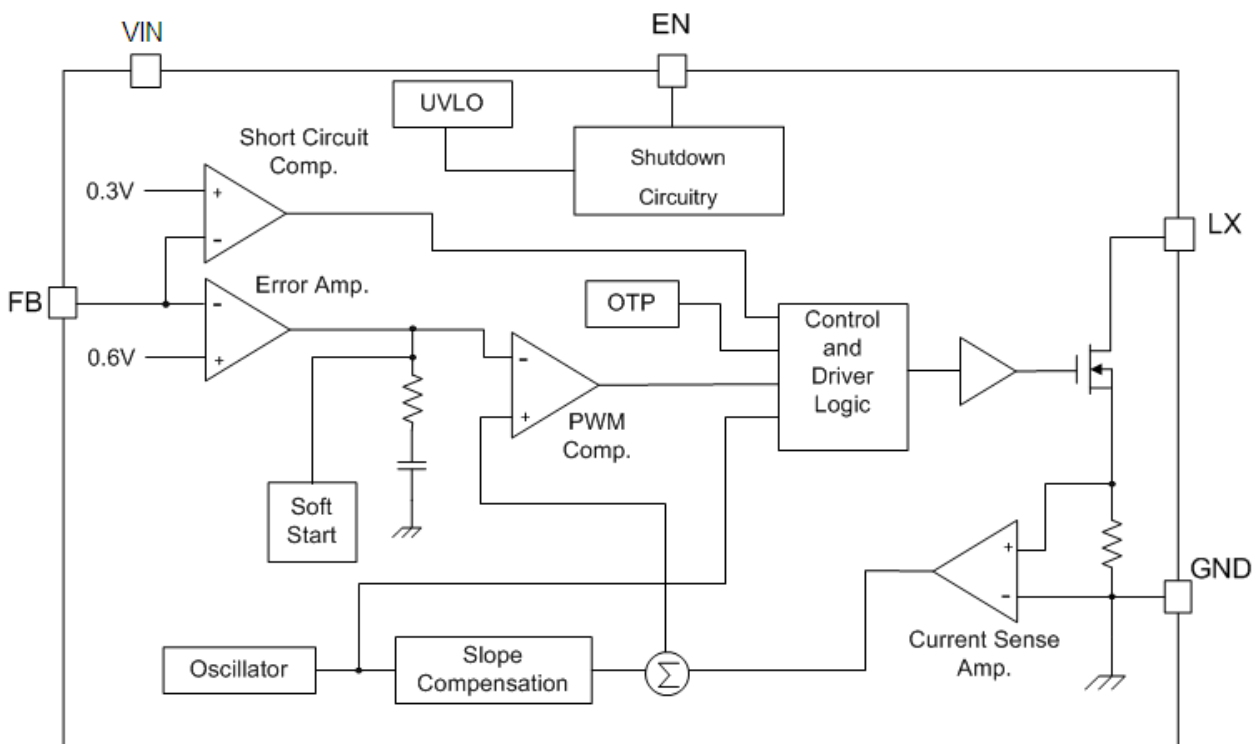 VIN
EN
UVLO
Short Circuit
Comp.
Shutdown
Circuitry
0.3V
+
-
LX
FB
Error Amp.
-
OTP
Control
and
Driver
Logic
0.6V
+
-
+
PWM
Comp.
Soft
Start
+
-
GND
Current Sense
Amp.
Oscillator
Slope
Compensation
Σ